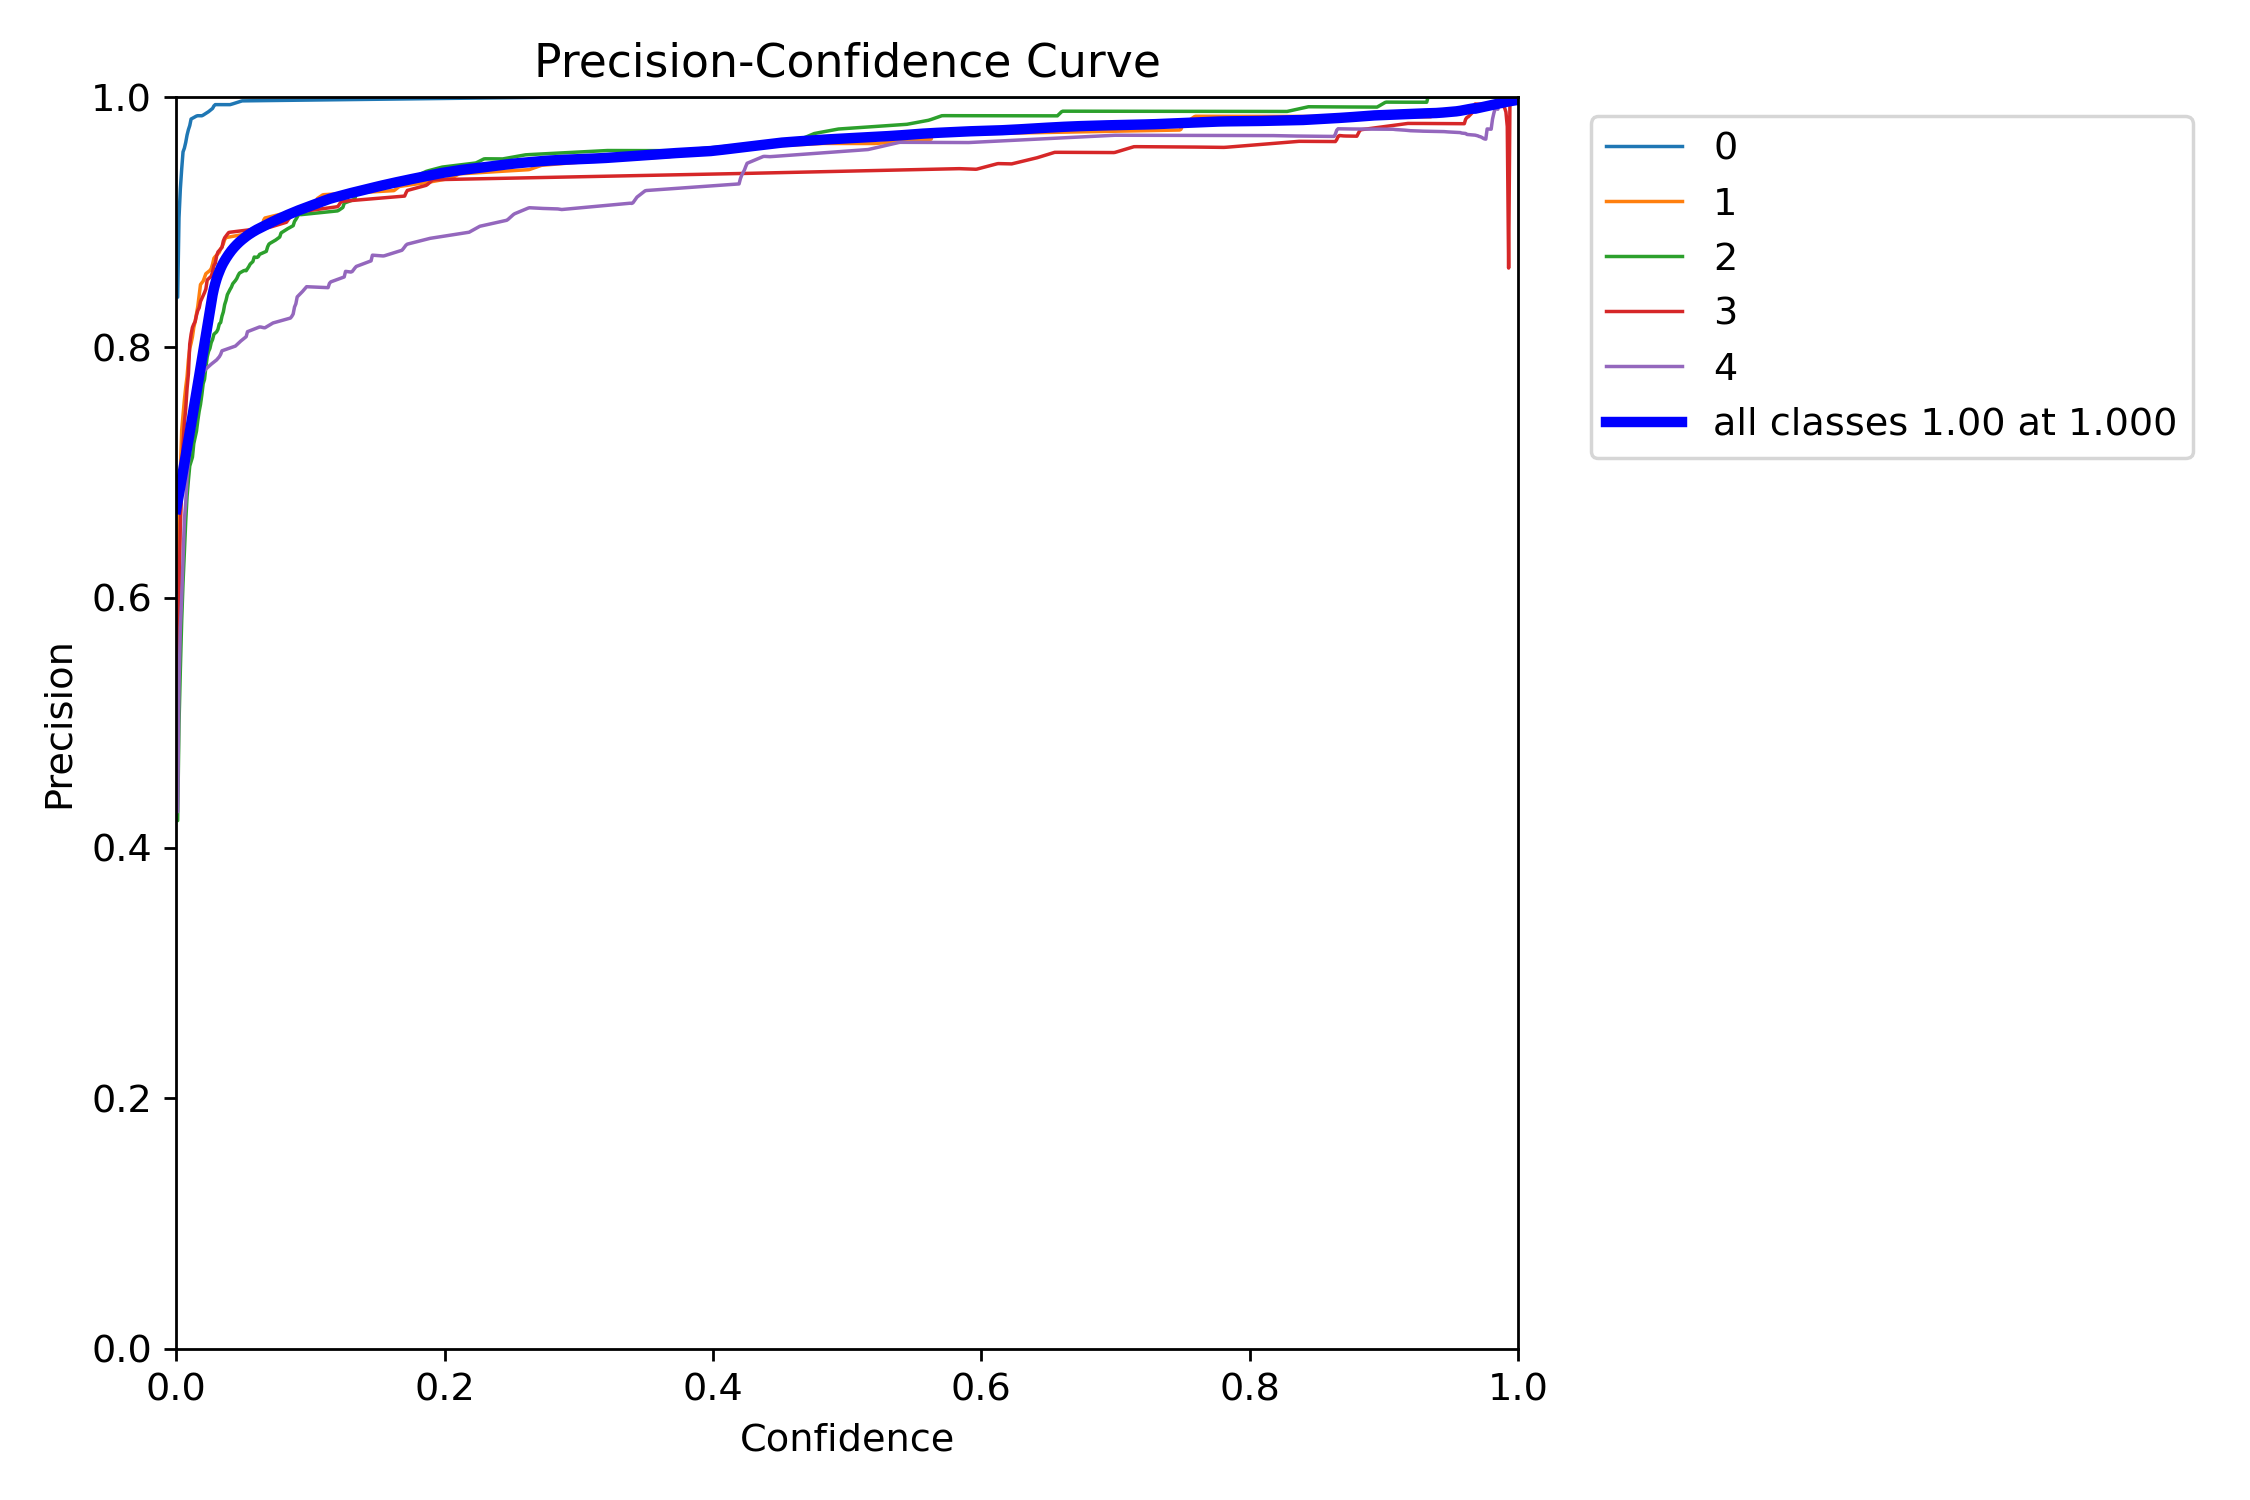 Precision-Confidence Curve
1.0
0.8
0.6
0.4
0.2
0.0
Precision
0.0 0.2 0.4 0.6 0.8 1.0
Confidence
0
1
2
3
4
all classes 1.00 at 1.000